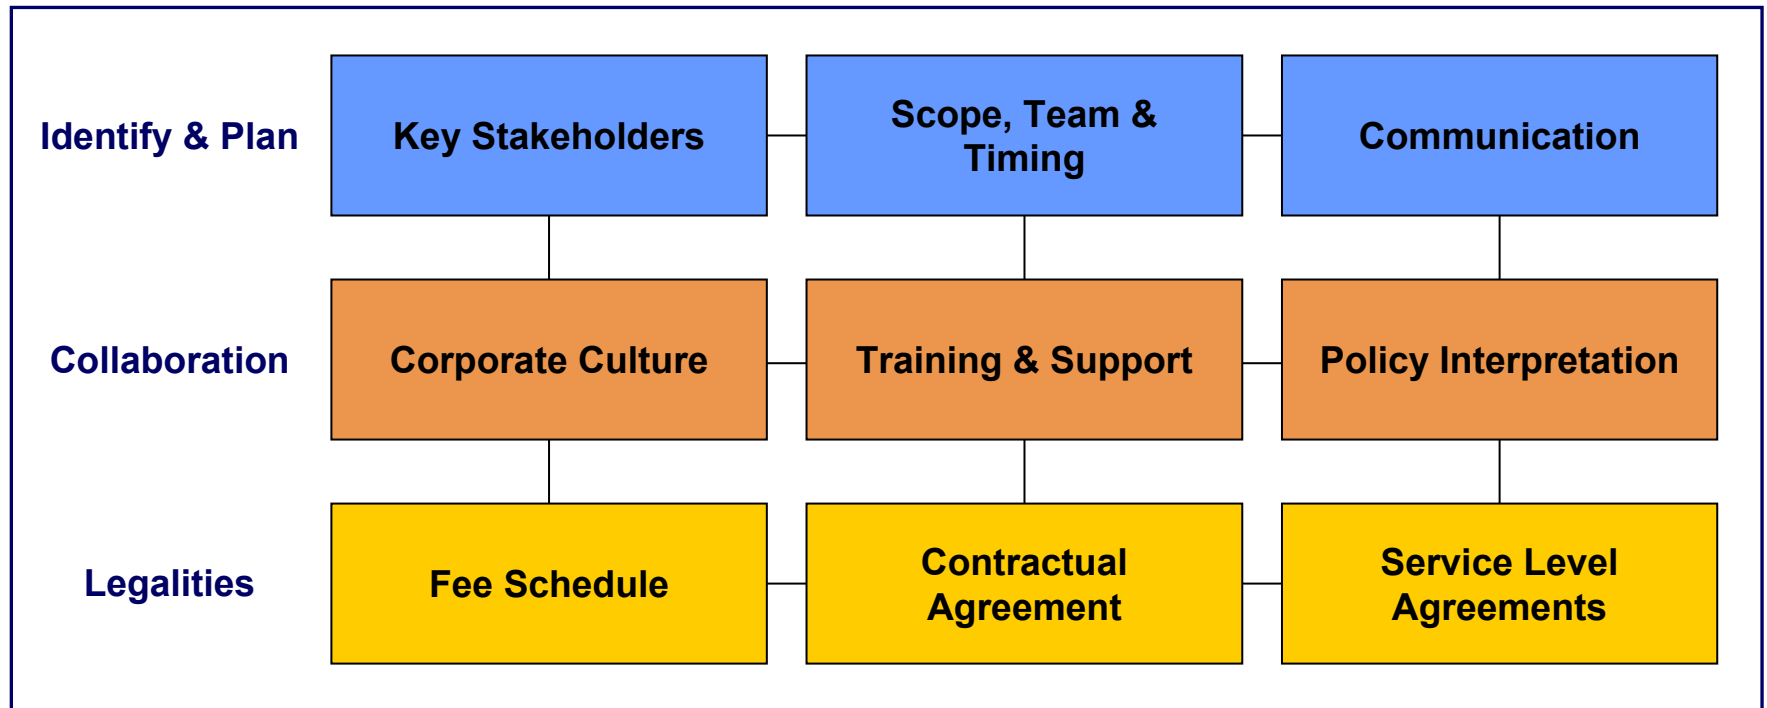 Identify & Plan
Key Stakeholders
Scope, Team &
Timing
Communication
Collaboration
Corporate Culture
Training & Support
Policy Interpretation
Legalities
Fee Schedule
Contractual
Agreement
Service Level
Agreements